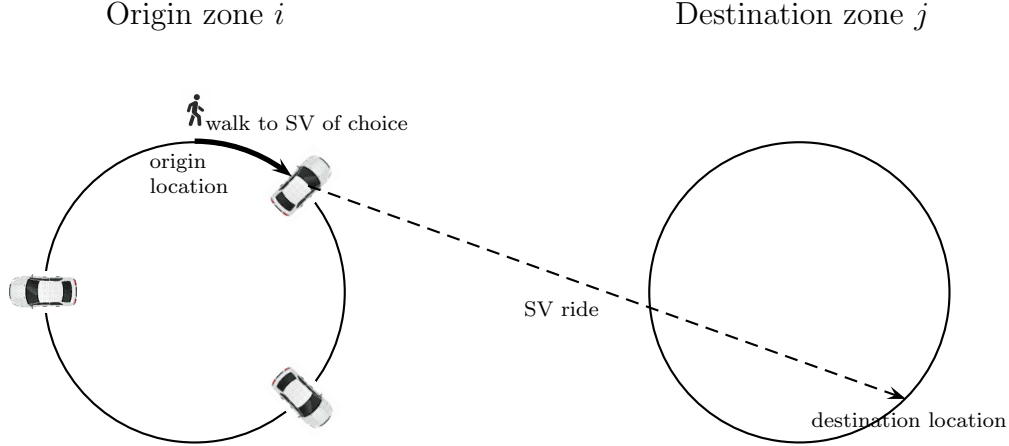 Origin zone i
Destination zone j
walk to SV of choice
origin
location
SV ride
destination location